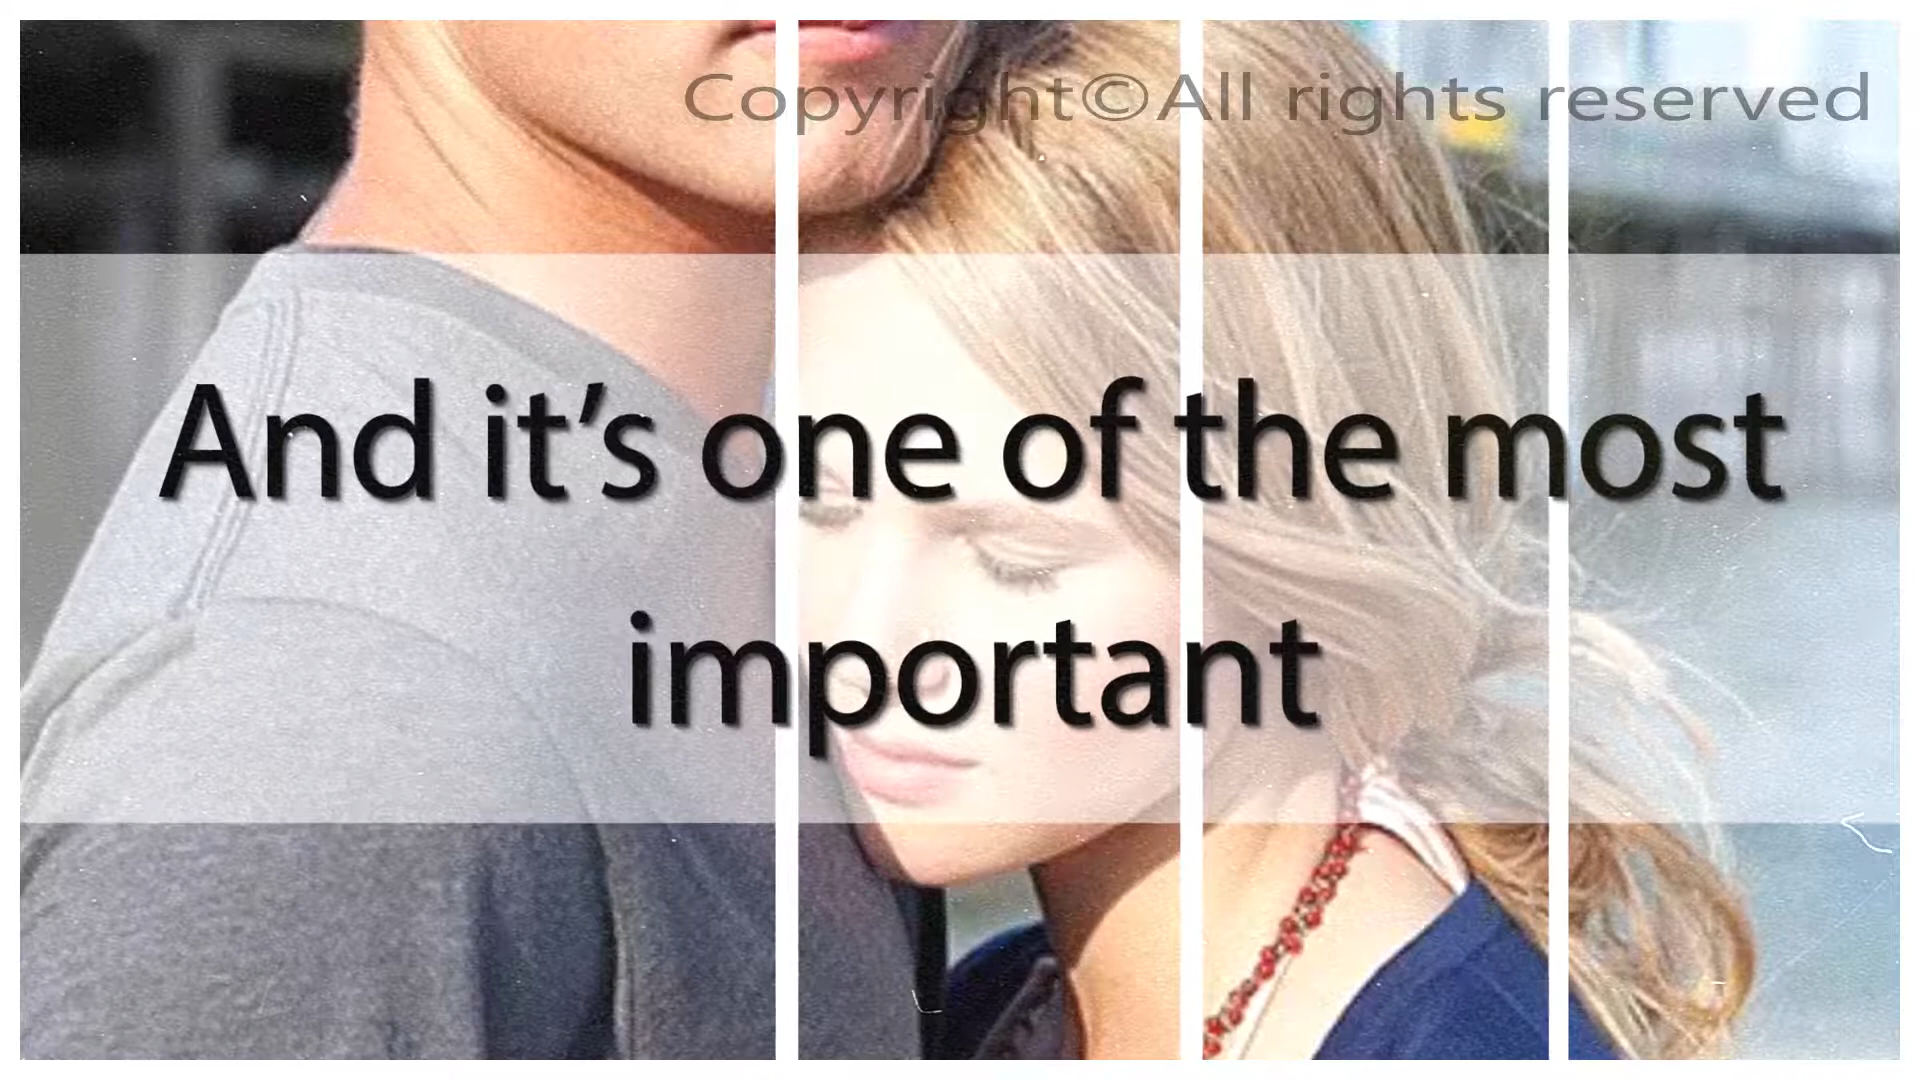 Copyright©All rights reserved
And it’s one of the most
important